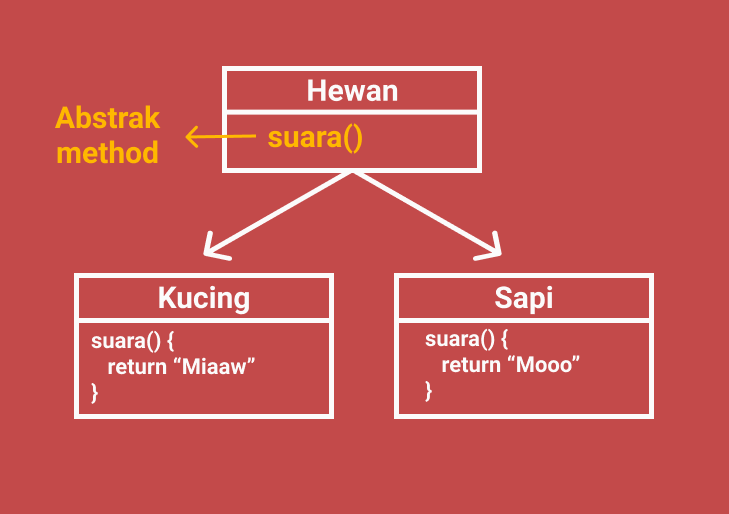 Hewan
Abstrak
method
suara()
Kucing
suara() {
return “Miaaw”
}
Sapi
suara() {
return “Mooo”
}